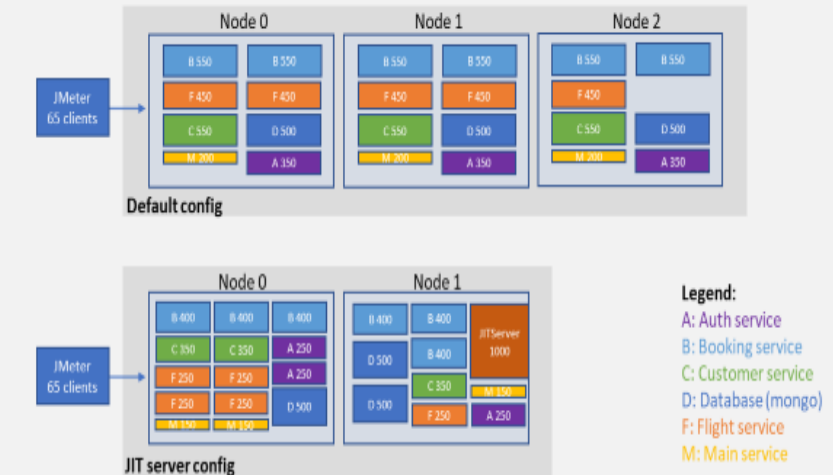 Node 0 Node 1 Node 2
B 550 B 550 B 550 B 550 B 550 B 550
JMeter
65 clients
F 450 F 450 F 450 F 450 F 450
C 550 D 500 C 550 D 500 C 550 D 500
M 200 A 350 M 200 A 350 M 200 A 350
Default config
Node 0 Node 1
B 400 B 400 B 400 B 400 B 400
JITServer
1000
C 350 C 350 A 250 D 500 B 400
JMeter
65 clients
F 250 F 250 A 250 C 350 M 150
F 250 F 250 D 500 D 500 F 250 A 250
M 150 M 150
JIT server config
Legend:
A: Auth service
B: Booking service
C: Customer service
D: Database (mongo)
F: Flight service
M: Main service